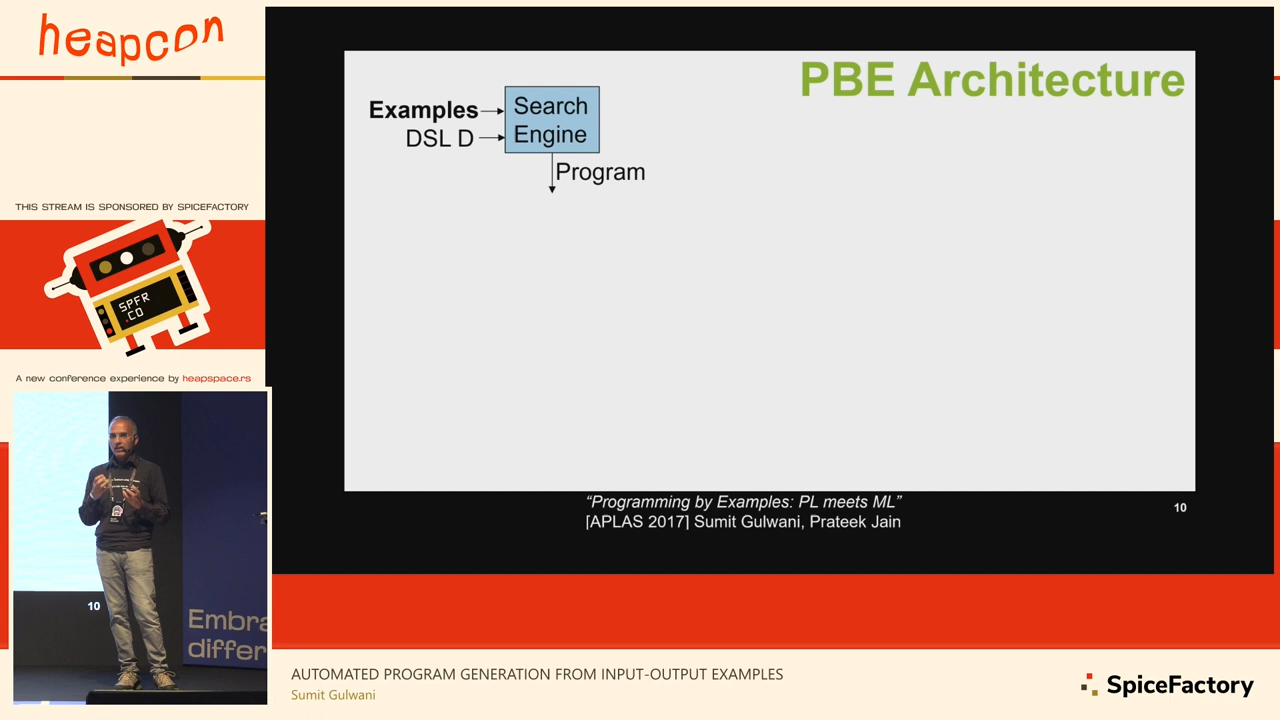 heapcon
THIS STREAM IS SPONSORED BY SPICEFACTORY
SPFR
.CO
A new conference experience by heapspace.rs
PBE Architecture
Examples
DSL D
Search
Engine
Program
“Programming by Examples: PL meets ML”
[APLAS 2017] Sumit Gulwani, Prateek Jain
10
10
Embra
differ
AUTOMATED PROGRAM GENERATION FROM INPUT-OUTPUT EXAMPLES
Sumit Gulwani
SpiceFactory